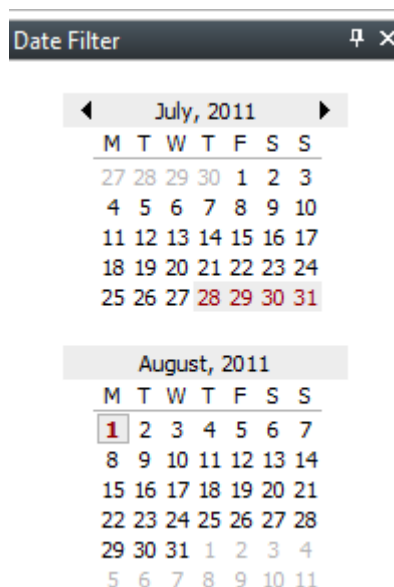 Date Filter
July, 2011
M T W T F S S
27 28 29 30 1 2 3
4 5 6 7 8 9 10
11 12 13 14 15 16 17
18 19 20 21 22 23 24
25 26 27 28 29 30 31
August, 2011
M T W T F S S
1 2 3 4 5 6 7
8 9 10 11 12 13 14
15 16 17 18 19 20 21
22 23 24 25 26 27 28
29 30 31 1 2 3 4
5 6 7 8 9 10 11